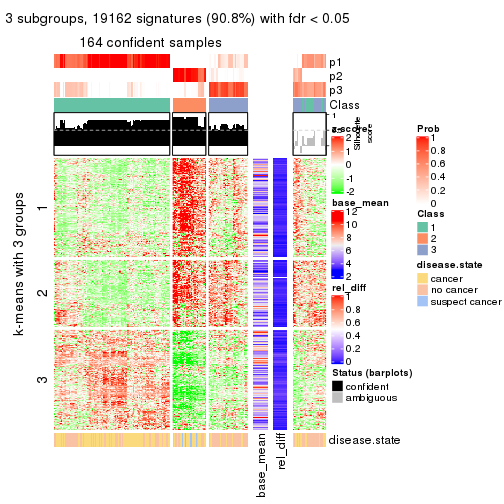 3 subgroups, 19162 signatures (90.8%) with fdr < 0.05
164 confident samples
p1
p2
p3
Class
1
Silhouette
score
z-score
2
1
0
-1
-2
base_mean
12
10
8
6
4
2
rel_diff
1
0.8
0.6
0.4
0.2
0
Status (barplots)
confident
ambiguous
Prob
1
0.8
0.6
0.4
0.2
0
Class
1
2
3
disease.state
cancer
no cancer
suspect cancer
k-means with 3 groups
1
2
3
disease.state
base_mean
rel_diff